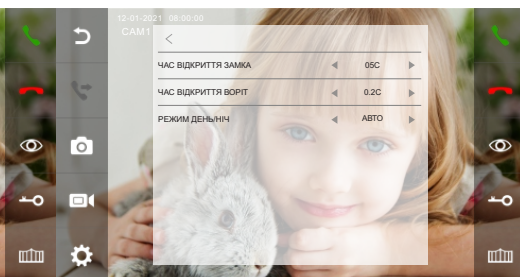 12-01-2021 08:00:00
CAM1
ЧАС ВІДКРИТТЯ ЗАМКА 05С
ЧАС ВІДКРИТТЯ ВОРІТ 0.2С
РЕЖИМ ДЕНЬ/НІЧ АВТО